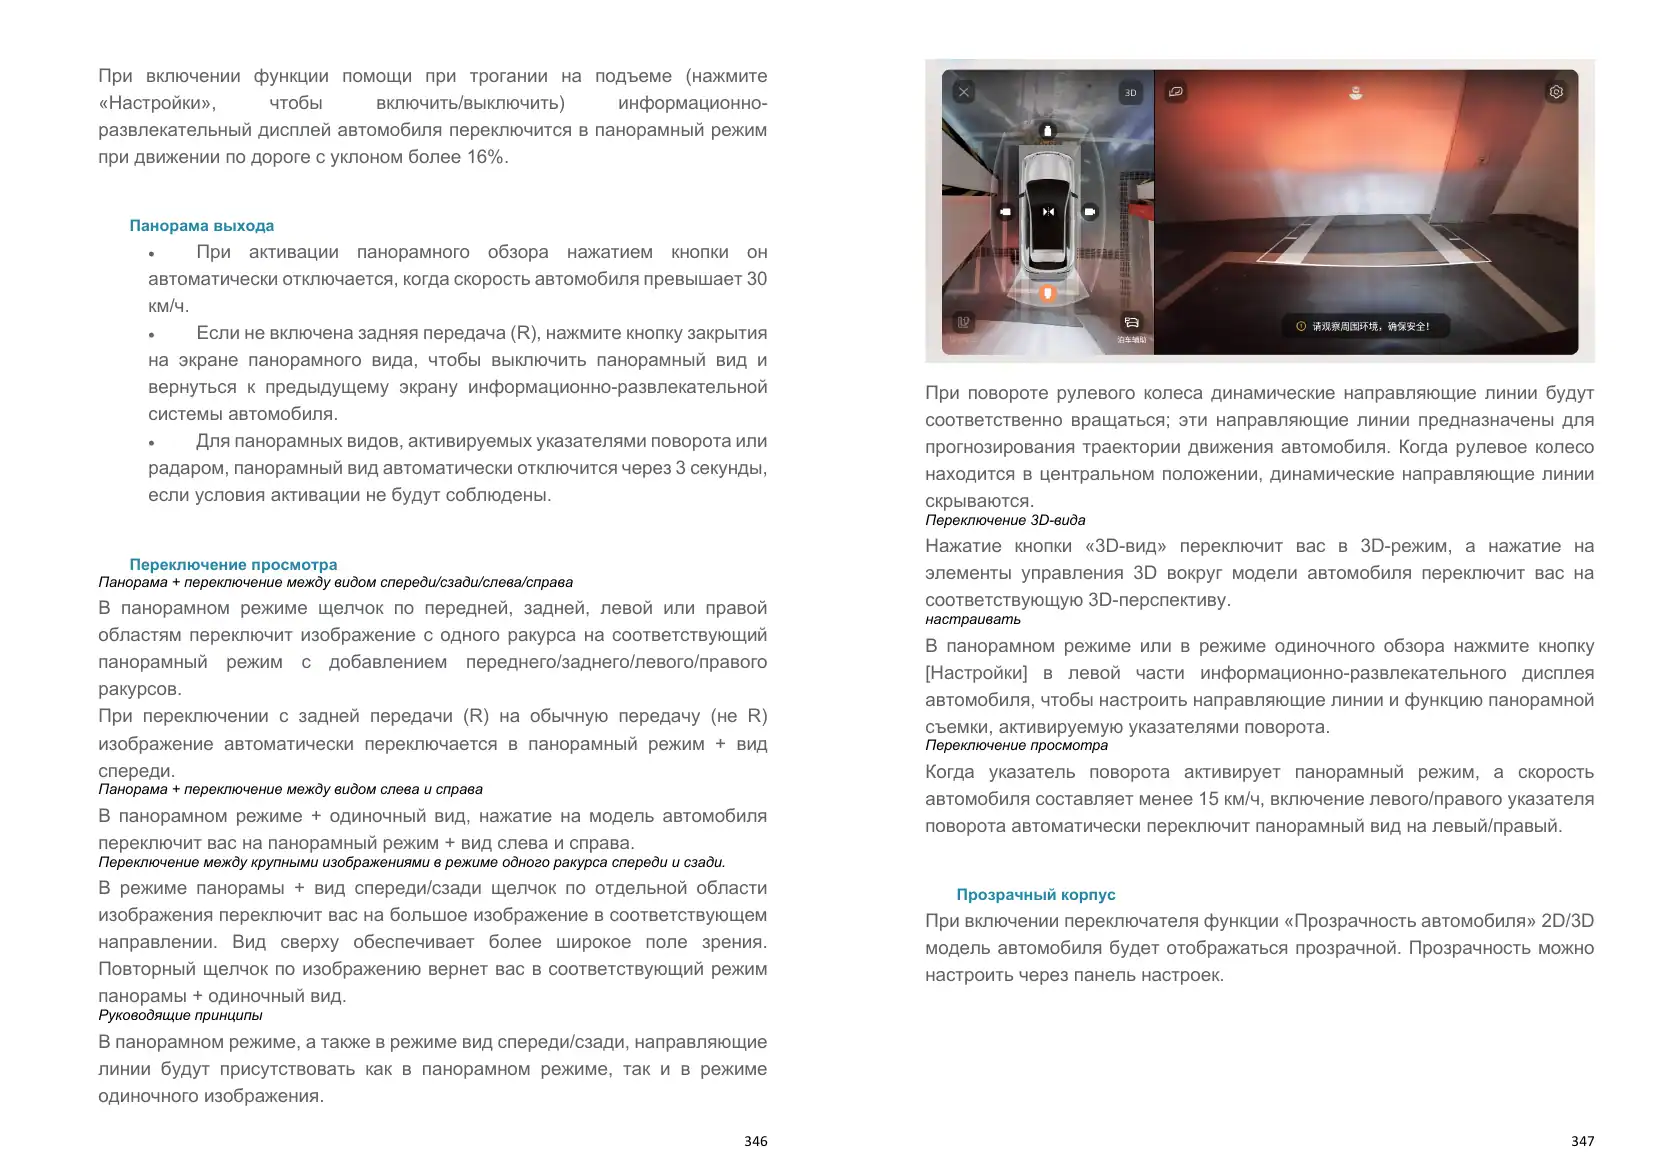 При включении функции помощи при трогании на подъеме (нажмите
«Настройки», чтобы включить/выключить) информационно-
развлекательный дисплей автомобиля переключится в панорамный режим
при движении по дороге с уклоном более 16%.
Панорама выхода
• При активации панорамного обзора нажатием кнопки он
автоматически отключается, когда скорость автомобиля превышает 30
км/ч.
• Если не включена задняя передача (R), нажмите кнопку закрытия
на экране панорамного вида, чтобы выключить панорамный вид и
вернуться к предыдущему экрану информационно-развлекательной
системы автомобиля.
• Для панорамных видов, активируемых указателями поворота или
радаром, панорамный вид автоматически отключится через 3 секунды,
если условия активации не будут соблюдены.
Переключение просмотра
Панорама + переключение между видом спереди/сзади/слева/справа
В панорамном режиме щелчок по передней, задней, левой или правой
областям переключит изображение с одного ракурса на соответствующий
панорамный режим с добавлением переднего/заднего/левого/правого
ракурсов.
При переключении с задней передачи (R) на обычную передачу (не R)
изображение автоматически переключается в панорамный режим + вид
спереди.
Панорама + переключение между видом слева и справа
В панорамном режиме + одиночный вид, нажатие на модель автомобиля
переключит вас на панорамный режим + вид слева и справа.
Переключение между крупными изображениями в режиме одного ракурса спереди и сзади.
В режиме панорамы + вид спереди/сзади щелчок по отдельной области
изображения переключит вас на большое изображение в соответствующем
направлении. Вид сверху обеспечивает более широкое поле зрения.
Повторный щелчок по изображению вернет вас в соответствующий режим
панорамы + одиночный вид.
Руководящие принципы
В панорамном режиме, а также в режиме вид спереди/сзади, направляющие
линии будут присутствовать как в панорамном режиме, так и в режиме
одиночного изображения.
346
3D
泊车辅助
请观察周围环境，确保安全！
При повороте рулевого колеса динамические направляющие линии будут
соответственно вращаться; эти направляющие линии предназначены для
прогнозирования траектории движения автомобиля. Когда рулевое колесо
находится в центральном положении, динамические направляющие линии
скрываются.
Переключение 3D-вида
Нажатие кнопки «3D-вид» переключит вас в 3D-режим, а нажатие на
элементы управления 3D вокруг модели автомобиля переключит вас на
соответствующую 3D-перспективу.
настраивать
В панорамном режиме или в режиме одиночного обзора нажмите кнопку
[Настройки] в левой части информационно-развлекательного дисплея
автомобиля, чтобы настроить направляющие линии и функцию панорамной
съемки, активируемую указателями поворота.
Переключение просмотра
Когда указатель поворота активирует панорамный режим, а скорость
автомобиля составляет менее 15 км/ч, включение левого/правого указателя
поворота автоматически переключит панорамный вид на левый/правый.
Прозрачный корпус
При включении переключателя функции «Прозрачность автомобиля» 2D/3D
модель автомобиля будет отображаться прозрачной. Прозрачность можно
настроить через панель настроек.
347